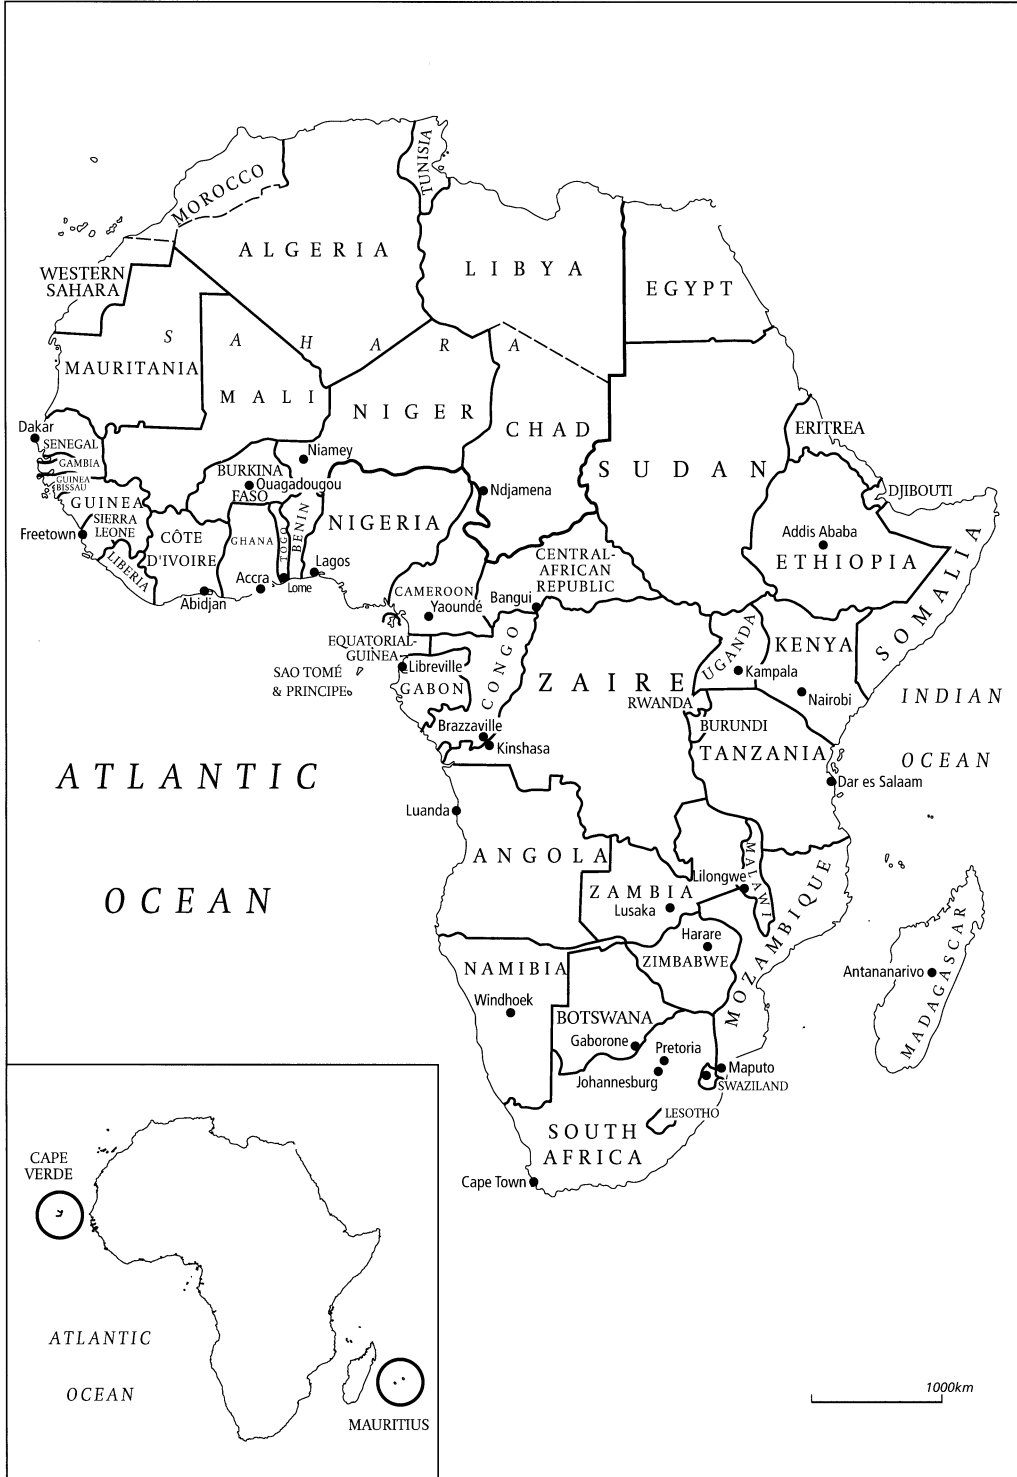 TUNISIA
MOROCCO
ALGERIA
LIBYA
EGYPT
WESTERN
SAHARA
SAHARA
MAURITANIA
MALI
NIGER
CHAD
SUDAN
ERITREA
Dakar
SENEGAL
GAMBIA
GUINEA
BISSAU
GUINEA
Niamey
BURKINA
FASO
Ouagadougou
Ndjamena
DJIBOUTI
Freetown
SIERRA
LEONE
LIBERIA
CÔTE
D'IVOIRE
GHANA
TOGO
BENIN
NIGERIA
Addis Ababa
ETHIOPIA
SOMALIA
Abidjan
Accra
Lome
Lagos
CENTRAL-
AFRICAN
REPUBLIC
CAMEROON
Yaoundé
Bangui
EQUATORIAL-
GUINEA
SAO TOMÉ
& PRINCIPE
Libreville
GABON
CONGO
ZAIRE
UGANDA
Kampala
KENYA
Nairobi
RWANDA
BURUNDI
TANZANIA
Dar es Salaam
INDIAN
OCEAN
Brazzaville
Kinshasa
ATLANTIC
OCEAN
Luanda
ANGOLA
ZAMBIA
Lusaka
Lilongwe
MALAWI
MOZAMBIQUE
Harare
ZIMBABWE
Antananarivo
MADAGASCAR
NAMIBIA
Windhoek
BOTSWANA
Gaborone
Pretoria
Johannesburg
Maputo
SWAZILAND
LESOTHO
SOUTH
AFRICA
Cape Town
CAPE
VERDE
ATLANTIC
OCEAN
MAURITIUS
1000km